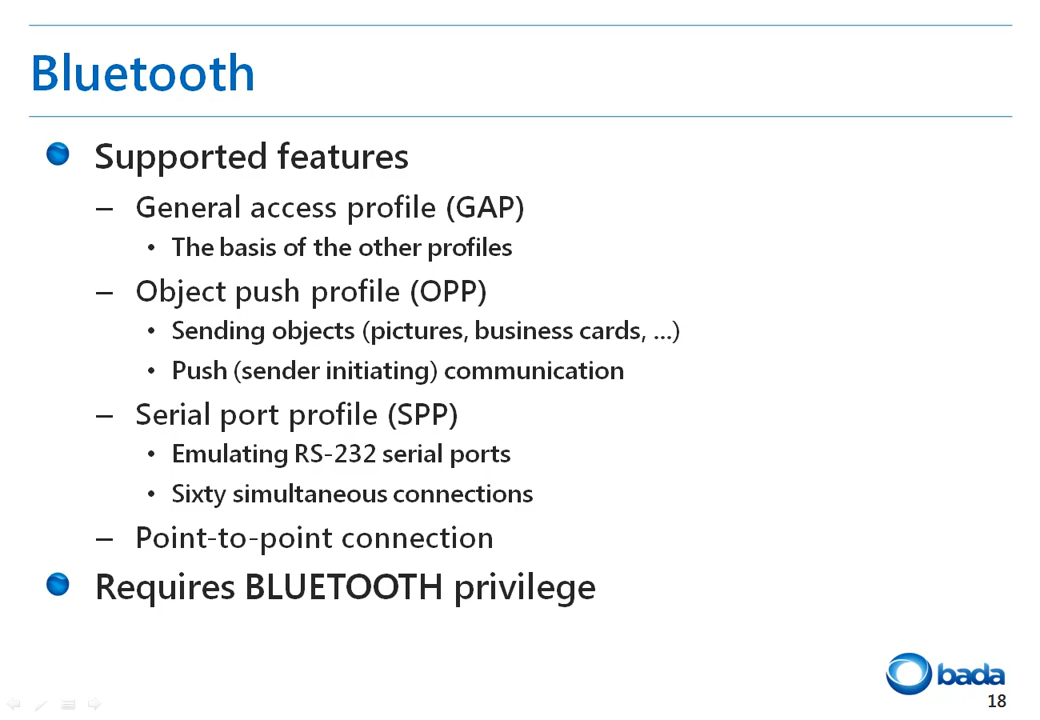 Bluetooth
Supported features
– General access profile (GAP)
• The basis of the other profiles
– Object push profile (OPP)
• Sending objects (pictures, business cards, ...)
• Push (sender initiating) communication
– Serial port profile (SPP)
• Emulating RS-232 serial ports
• Sixty simultaneous connections
– Point-to-point connection
Requires BLUETOOTH privilege
bada
18